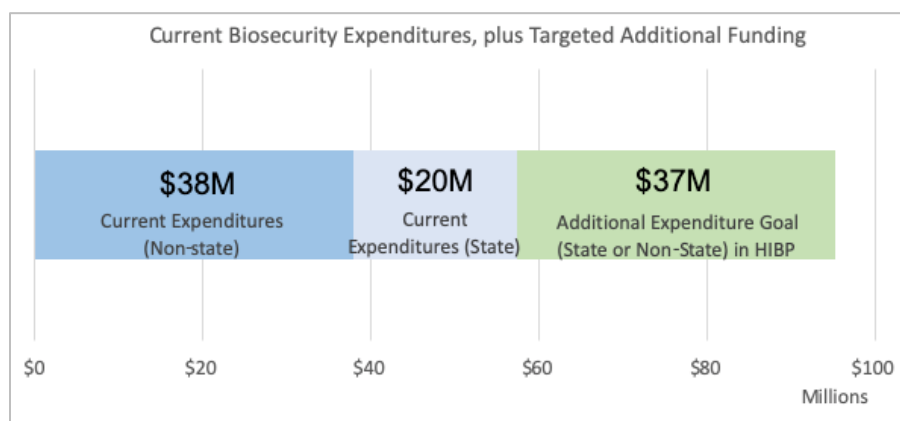 Current Biosecurity Expenditures, plus Targeted Additional Funding
$38M
Current Expenditures
(Non-state)
$20M
Current
Expenditures (State)
$37M
Additional Expenditure Goal
(State or Non-State) in HIBP
$0
$20
$40
$60
$80
$100
Millions